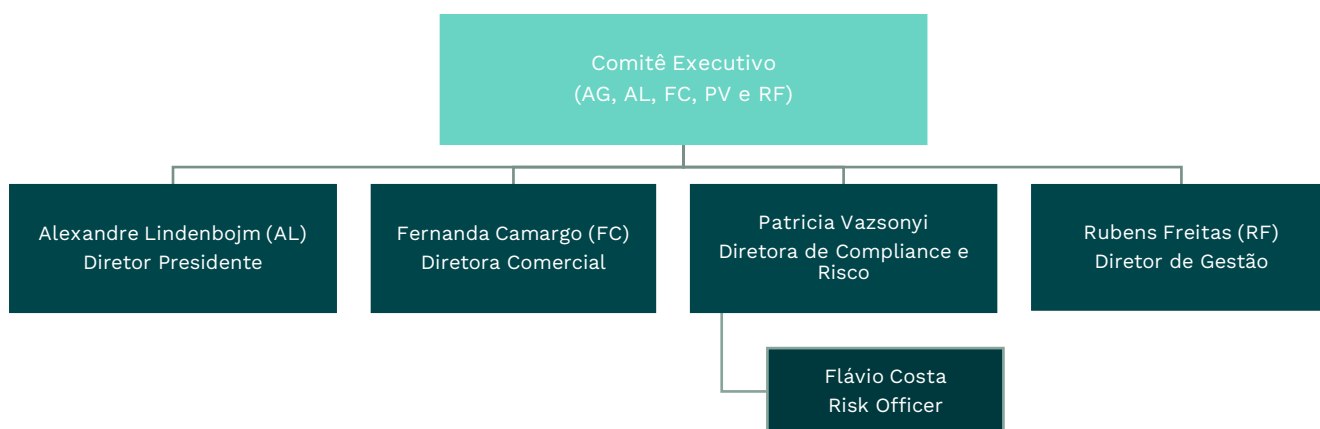 Comitê Executivo
(AG, AL, FC, PV e RF)
Alexandre Lindenbojm (AL)
Diretor Presidente
Fernanda Camargo (FC)
Diretora Comercial
Patricia Vazsonyi
Diretora de Compliance e
Risco
Rubens Freitas (RF)
Diretor de Gestão
Flávio Costa
Risk Officer